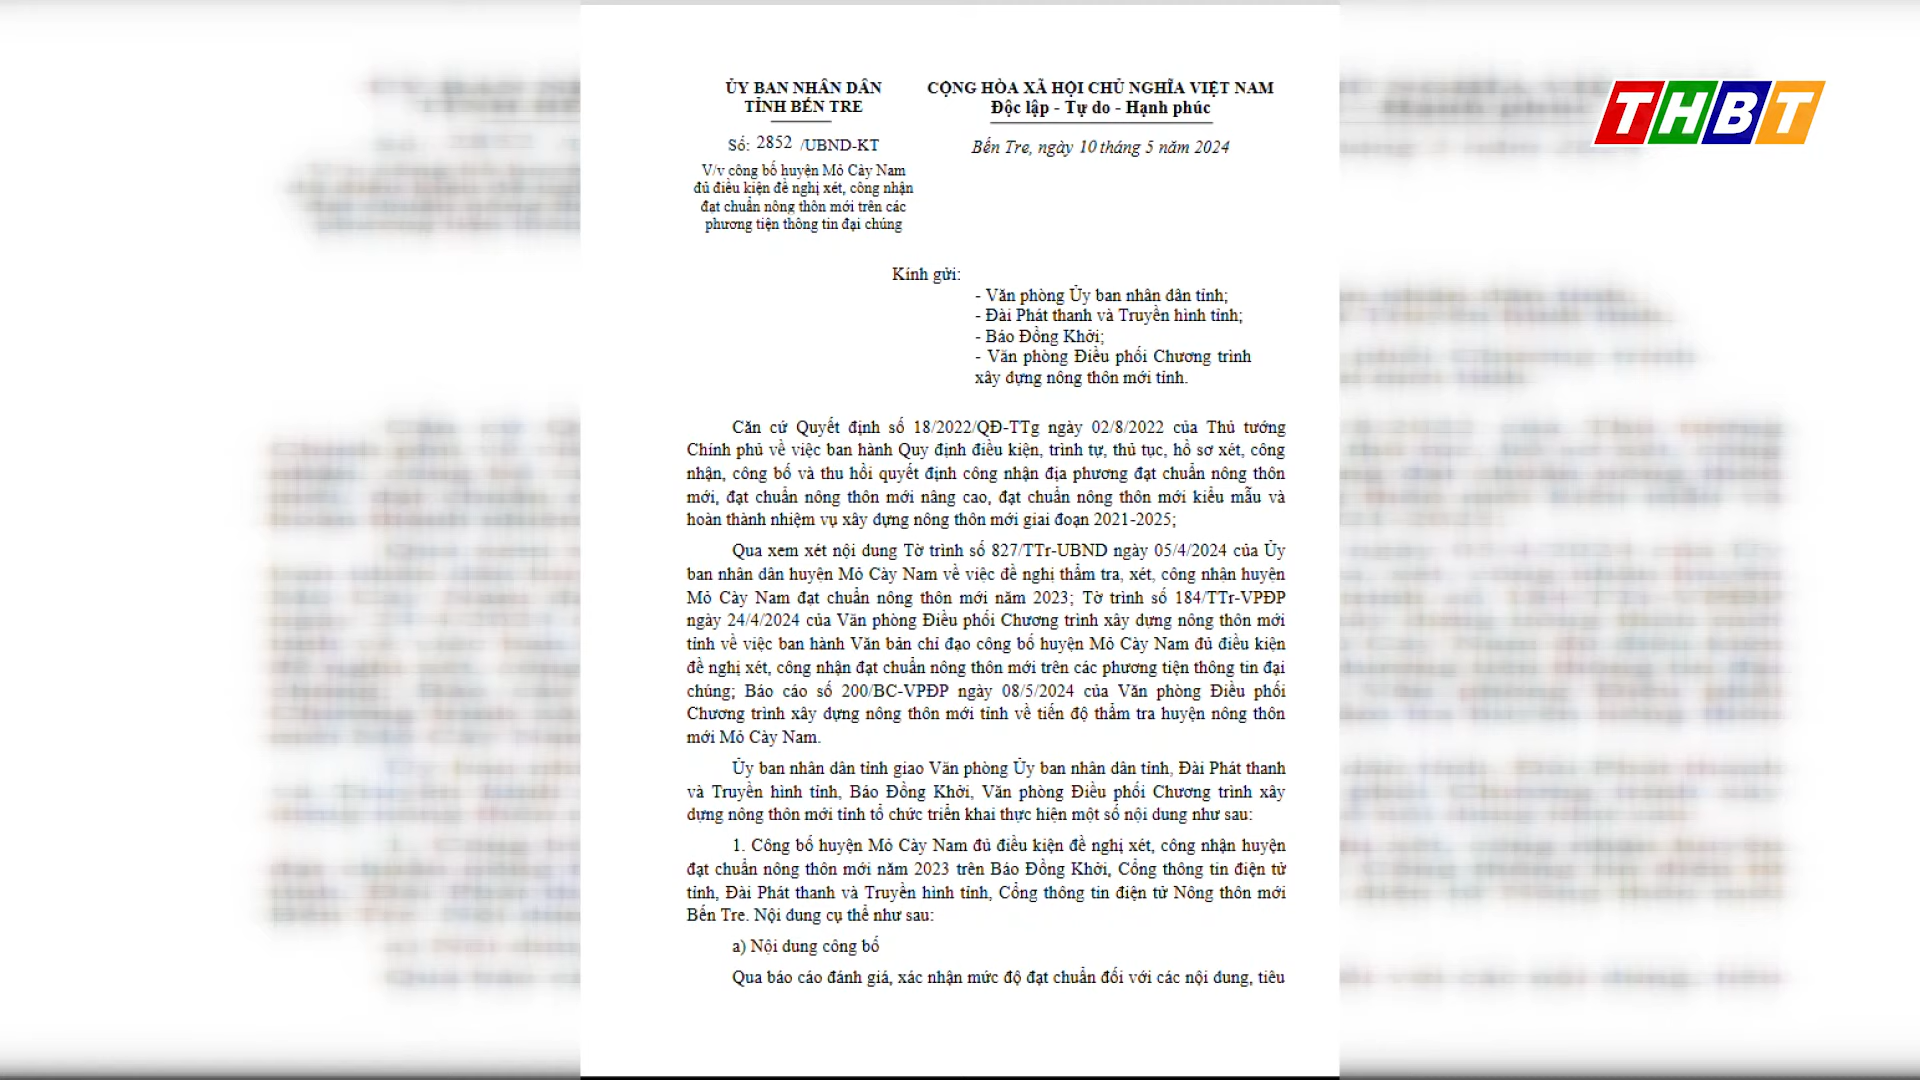 ỦY BAN NHÂN DÂN
TỈNH BẾN TRE
Số: 2852 /UBND-KT
V/v công bố huyện Mỏ Cày Nam
đủ điều kiện đề nghị xét, công nhận
đạt chuẩn nông thôn mới trên các
phương tiện thông tin đại chúng
CỘNG HÒA XÃ HỘI CHỦ NGHĨA VIỆT NAM
Độc lập - Tự do - Hạnh phúc
Bến Tre, ngày 10 tháng 5 năm 2024
THBT
Kính gửi:
- Văn phòng Ủy ban nhân dân tỉnh;
- Đài Phát thanh và Truyền hình tỉnh;
- Báo Đồng Khởi;
- Văn phòng Điều phối Chương trình
xây dựng nông thôn mới tỉnh.
Căn cứ Quyết định số 18/2022/QĐ-TTg ngày 02/8/2022 của Thủ tướng
Chính phủ về việc ban hành Quy định điều kiện, trình tự, thủ tục, hồ sơ xét, công
nhận, công bố và thu hồi quyết định công nhận địa phương đạt chuẩn nông thôn
mới, đạt chuẩn nông thôn mới nâng cao, đạt chuẩn nông thôn mới kiểu mẫu và
hoàn thành nhiệm vụ xây dựng nông thôn mới giai đoạn 2021-2025;
Qua xem xét nội dung Tờ trình số 827/TTr-UBND ngày 05/4/2024 của Ủy
ban nhân dân huyện Mỏ Cày Nam về việc đề nghị thẩm tra, xét, công nhận huyện
Mỏ Cày Nam đạt chuẩn nông thôn mới năm 2023; Tờ trình số 184/TTr-VPĐP
ngày 24/4/2024 của Văn phòng Điều phối Chương trình xây dựng nông thôn mới
tỉnh về việc ban hành Văn bản chỉ đạo công bố huyện Mỏ Cày Nam đủ điều kiện
đề nghị xét, công nhận đạt chuẩn nông thôn mới trên các phương tiện thông tin đại
chúng; Báo cáo số 200/BC-VPĐP ngày 08/5/2024 của Văn phòng Điều phối
Chương trình xây dựng nông thôn mới tỉnh về tiến độ thẩm tra huyện nông thôn
mới Mỏ Cày Nam.
Ủy ban nhân dân tỉnh giao Văn phòng Ủy ban nhân dân tỉnh, Đài Phát thanh
và Truyền hình tỉnh, Báo Đồng Khởi, Văn phòng Điều phối Chương trình xây
dựng nông thôn mới tỉnh tổ chức triển khai thực hiện một số nội dung như sau:
1. Công bố huyện Mỏ Cày Nam đủ điều kiện đề nghị xét, công nhận huyện
đạt chuẩn nông thôn mới năm 2023 trên Báo Đồng Khởi, Cổng thông tin điện tử
tỉnh, Đài Phát thanh và Truyền hình tỉnh, Cổng thông tin điện tử Nông thôn mới
Bến Tre. Nội dung cụ thể như sau:
a) Nội dung công bố
Qua báo cáo đánh giá, xác nhận mức độ đạt chuẩn đối với các nội dung, tiêu